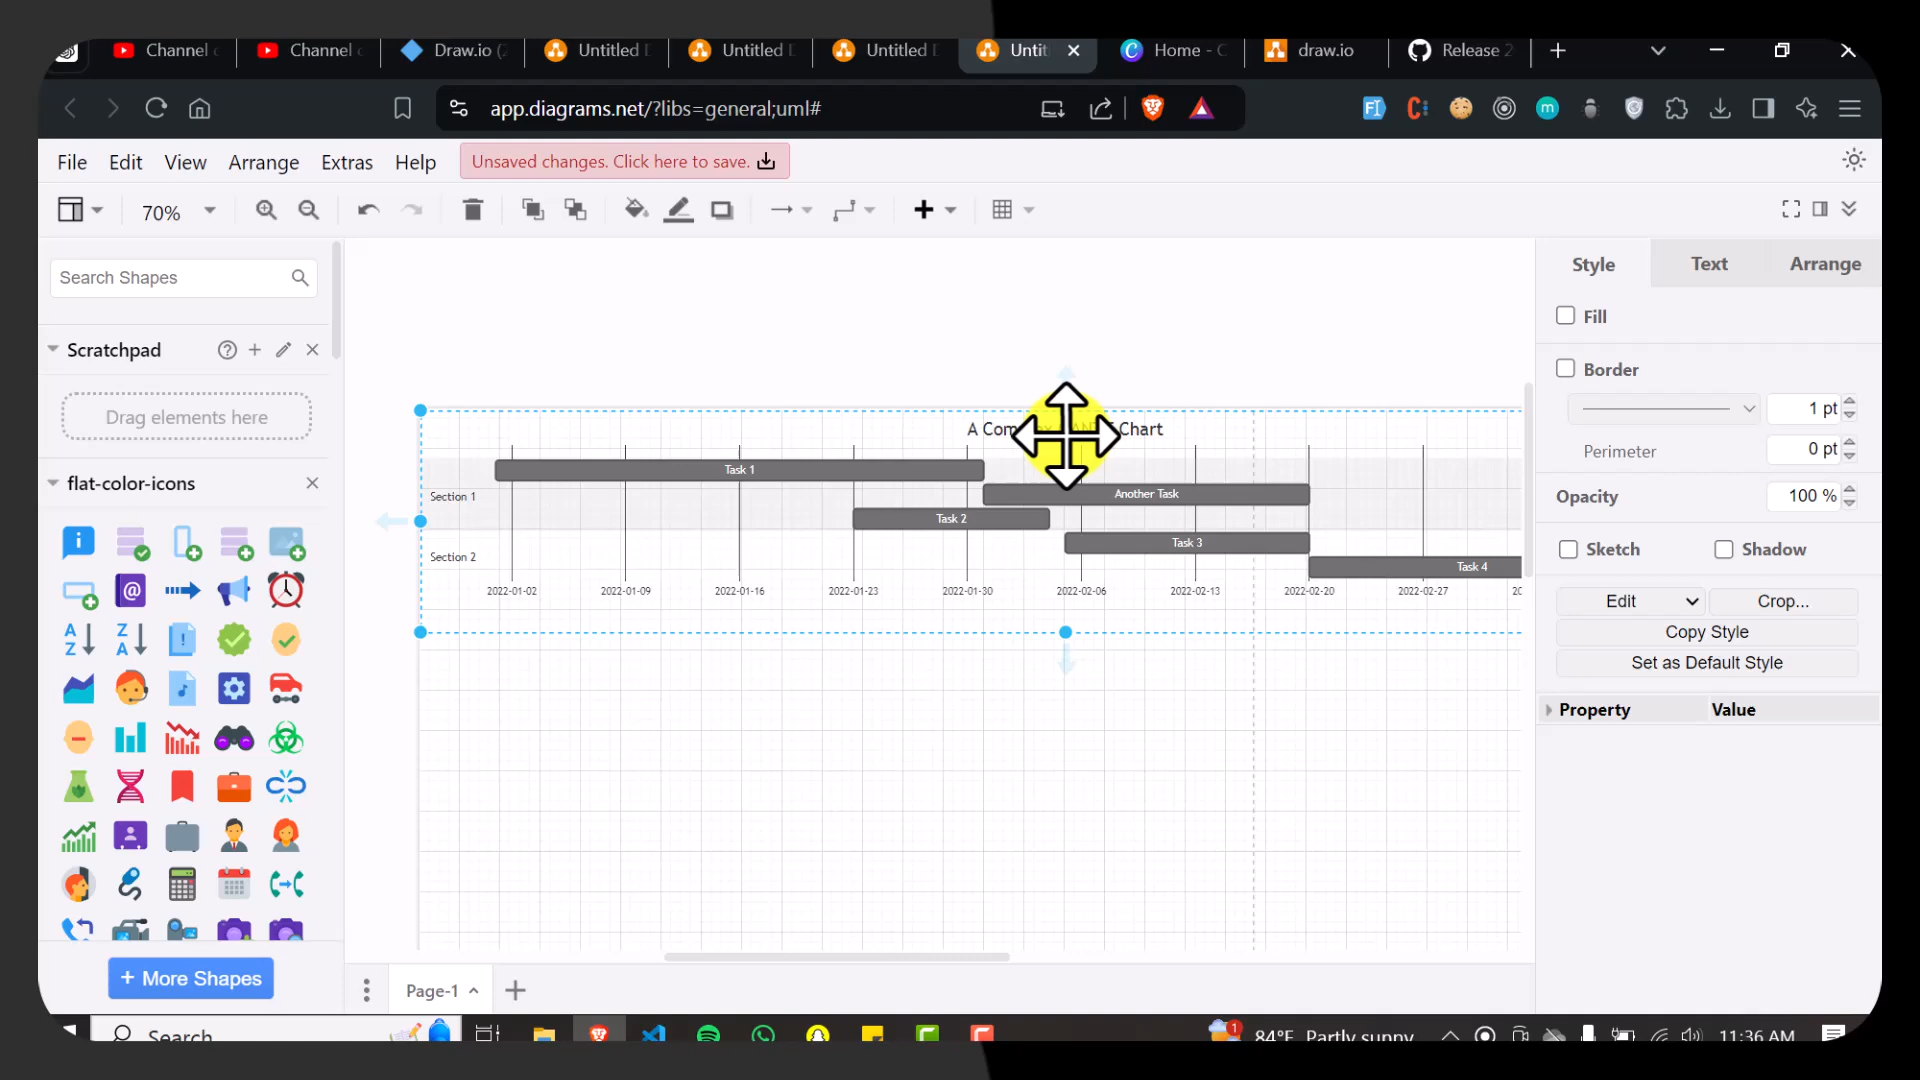 Channel
Channel
Draw.io (
Untitled
Untitled
Untitled
Untit
Home - C
draw.io
Release 2
app.diagrams.net/?libs=general;uml#
File
Edit
View
Arrange
Extras
Help
Unsaved changes. Click here to save.
70%
Search Shapes
Scratchpad
Drag elements here
flat-color-icons
More Shapes
A Com Chart
Task 1
Section 1
Another Task
Task 2
Task 3
Section 2
Task 4
2022-01-02
2022-01-09
2022-01-16
2022-01-23
2022-01-30
2022-02-06
2022-02-13
2022-02-20
2022-02-27
20
Style
Text
Arrange
Fill
Border
1 pt
Perimeter
0 pt
Opacity
100 %
Sketch
Shadow
Edit
Crop...
Copy Style
Set as Default Style
Property
Value
Page-1
Search
1
84°F Partly sunny
11:36 AM